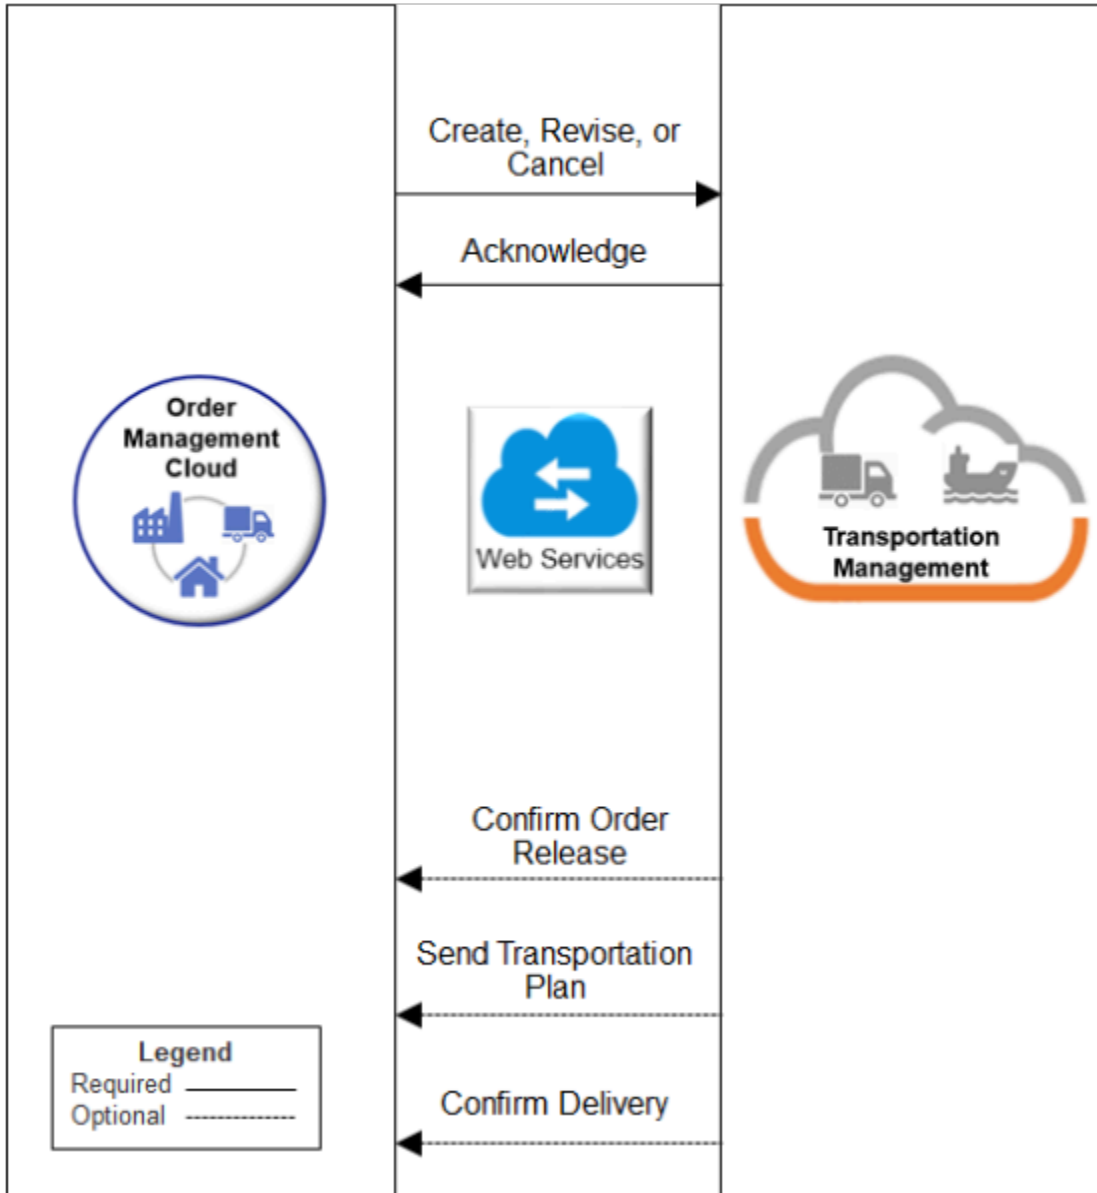 Create, Revise, or
Cancel
Acknowledge
Order
Management
Cloud
Web Services
Transportation
Management
Confirm Order
Release
Send Transportation
Plan
Legend
Required
Optional
Confirm Delivery